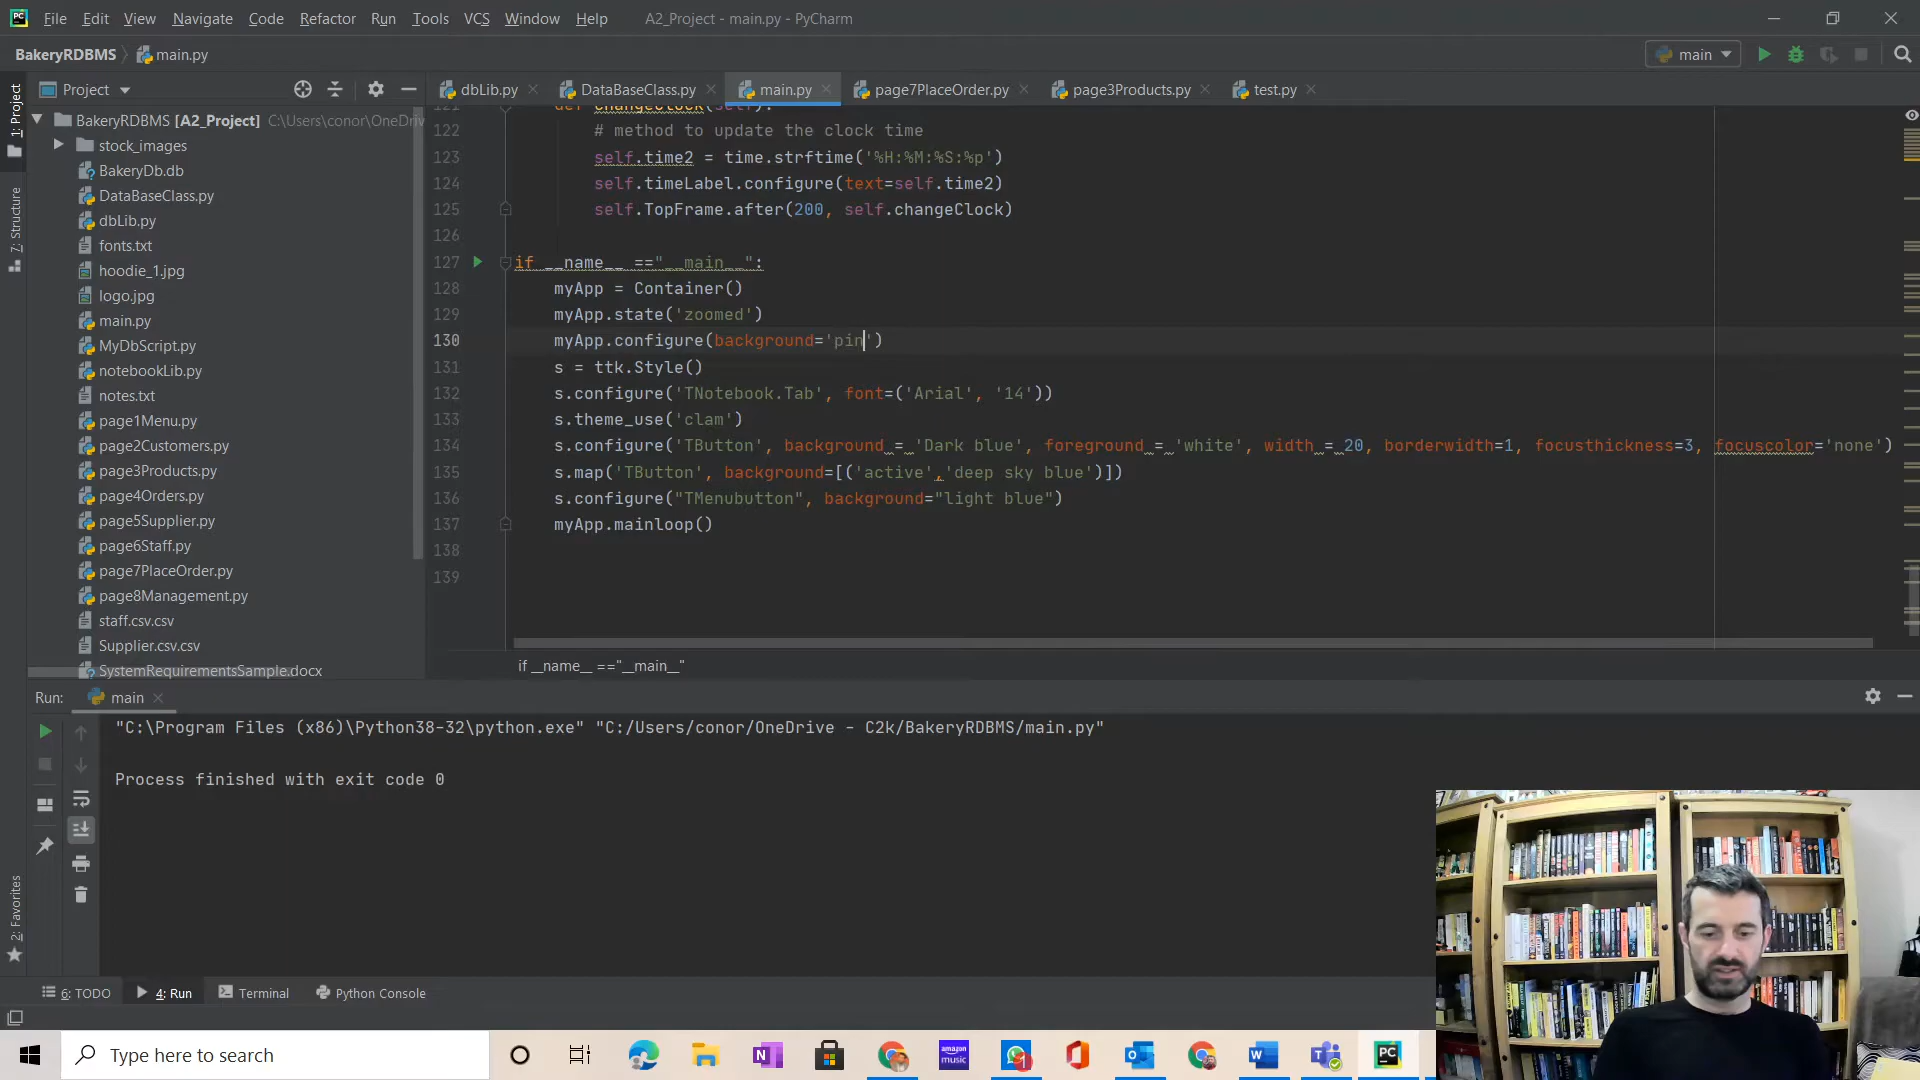 File Edit View Navigate Code Refactor Run Tools VCS Window Help A2_Project - main.py - PyCharm
BakeryRDBMS main.py main
Project dbLib.py DataBaseClass.py main.py page7PlaceOrder.py page3Products.py test.py
1: Project
7: Structure
2: Favorites
BakeryRDBMS [A2_Project] C:\Users\conor\OneDriv
stock_images
BakeryDb.db
DataBaseClass.py
dbLib.py
fonts.txt
hoodie_1.jpg
logo.jpg
main.py
MyDbScript.py
notebookLib.py
notes.txt
page1Menu.py
page2Customers.py
page3Products.py
page4Orders.py
page5Supplier.py
page6Staff.py
page7PlaceOrder.py
page8Management.py
staff.csv.csv
Supplier.csv.csv
SystemRequirementsSample.docx
121 def changeClock(self):
122 # method to update the clock time
123 self.time2 = time.strftime('%H:%M:%S:%p')
124 self.timeLabel.configure(text=self.time2)
125 self.TopFrame.after(200, self.changeClock)
126
127 if __name__ =="__main__":
128 myApp = Container()
129 myApp.state('zoomed')
130 myApp.configure(background='pin')
131 s = ttk.Style()
132 s.configure('TNotebook.Tab', font=('Arial', '14'))
133 s.theme_use('clam')
134 s.configure('TButton', background = 'Dark blue', foreground = 'white', width = 20, borderwidth=1, focusthickness=3, focuscolor='none')
135 s.map('TButton', background=[('active','deep sky blue')])
136 s.configure("TMenubutton", background="light blue")
137 myApp.mainloop()
138
139
if __name__ =="__main__"
Run: main
"C:\Program Files (x86)\Python38-32\python.exe" "C:/Users/conor/OneDrive - C2k/BakeryRDBMS/main.py"
Process finished with exit code 0
6: TODO 4: Run Terminal Python Console
Type here to search
amazon music
1